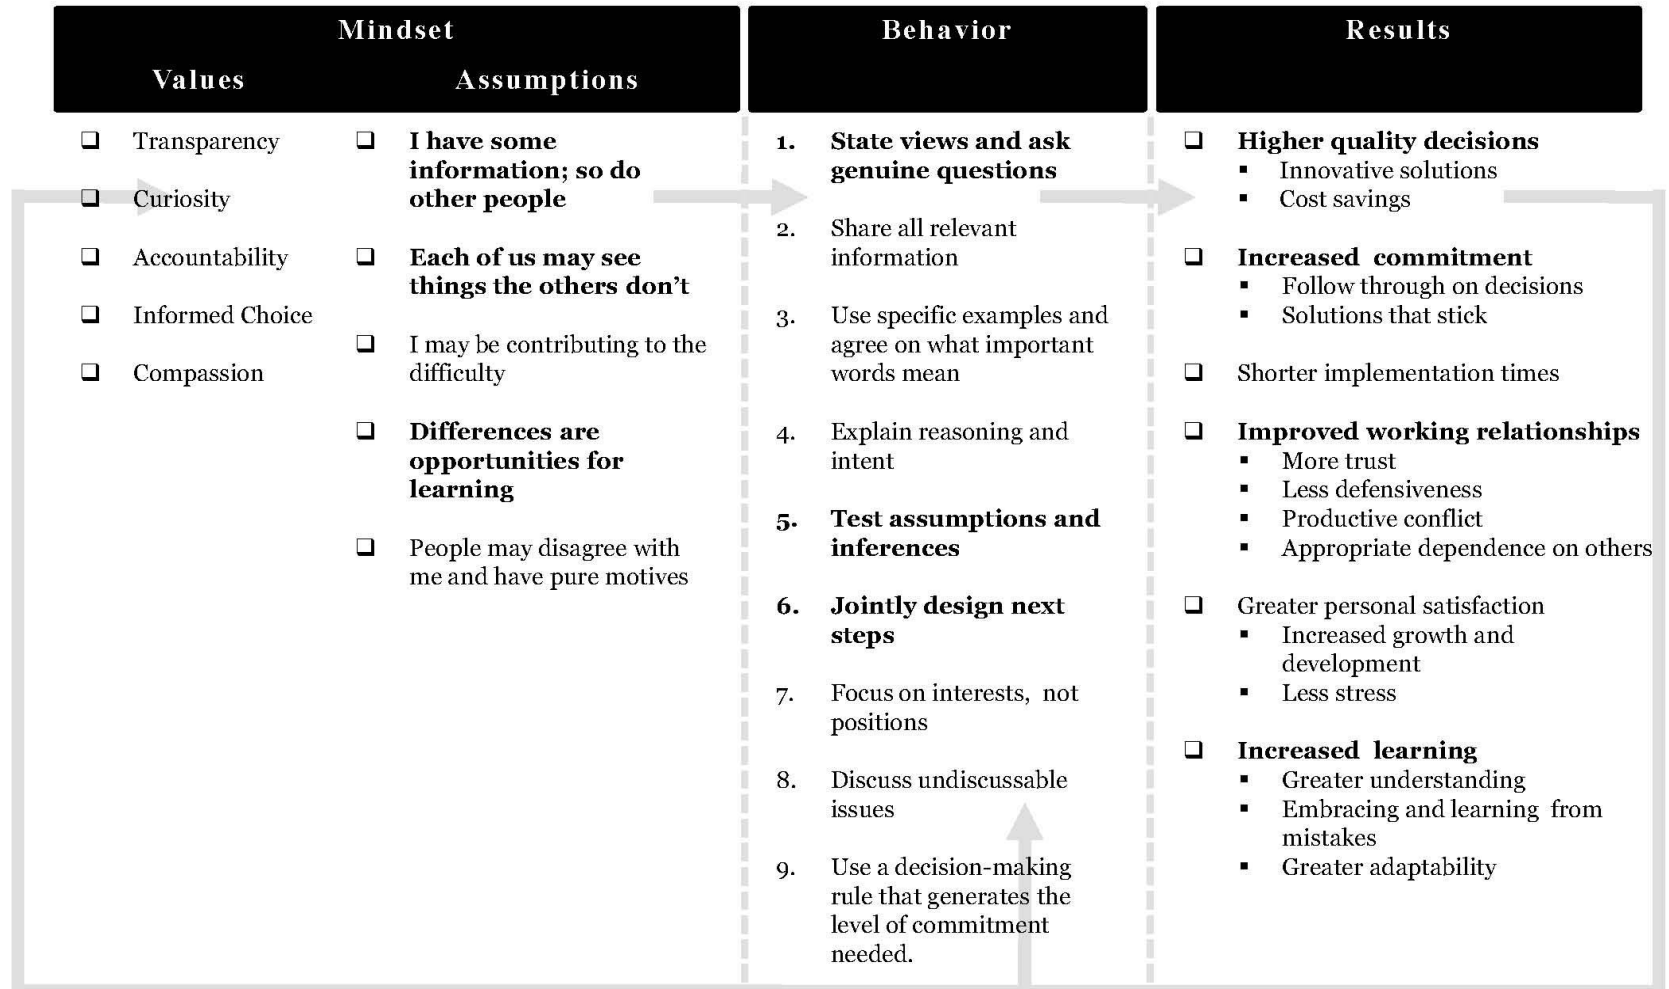 Mindset
Values
Assumptions
Behavior
Results
❑ Transparency
❑ Curiosity
❑ Accountability
❑ Informed Choice
❑ Compassion
❑ I have some
information; so do
other people
❑ Each of us may see
things the others don’t
❑ I may be contributing to the
difficulty
❑ Differences are
opportunities for
learning
❑ People may disagree with
me and have pure motives
1. State views and ask
genuine questions
2. Share all relevant
information
3. Use specific examples and
agree on what important
words mean
4. Explain reasoning and
intent
5. Test assumptions and
inferences
6. Jointly design next
steps
7. Focus on interests, not
positions
8. Discuss undiscussable
issues
9. Use a decision-making
rule that generates the
level of commitment
needed.
❑ Higher quality decisions
▪ Innovative solutions
▪ Cost savings
❑ Increased commitment
▪ Follow through on decisions
▪ Solutions that stick
❑ Shorter implementation times
❑ Improved working relationships
▪ More trust
▪ Less defensiveness
▪ Productive conflict
▪ Appropriate dependence on others
❑ Greater personal satisfaction
▪ Increased growth and
development
▪ Less stress
❑ Increased learning
▪ Greater understanding
▪ Embracing and learning from
mistakes
▪ Greater adaptability